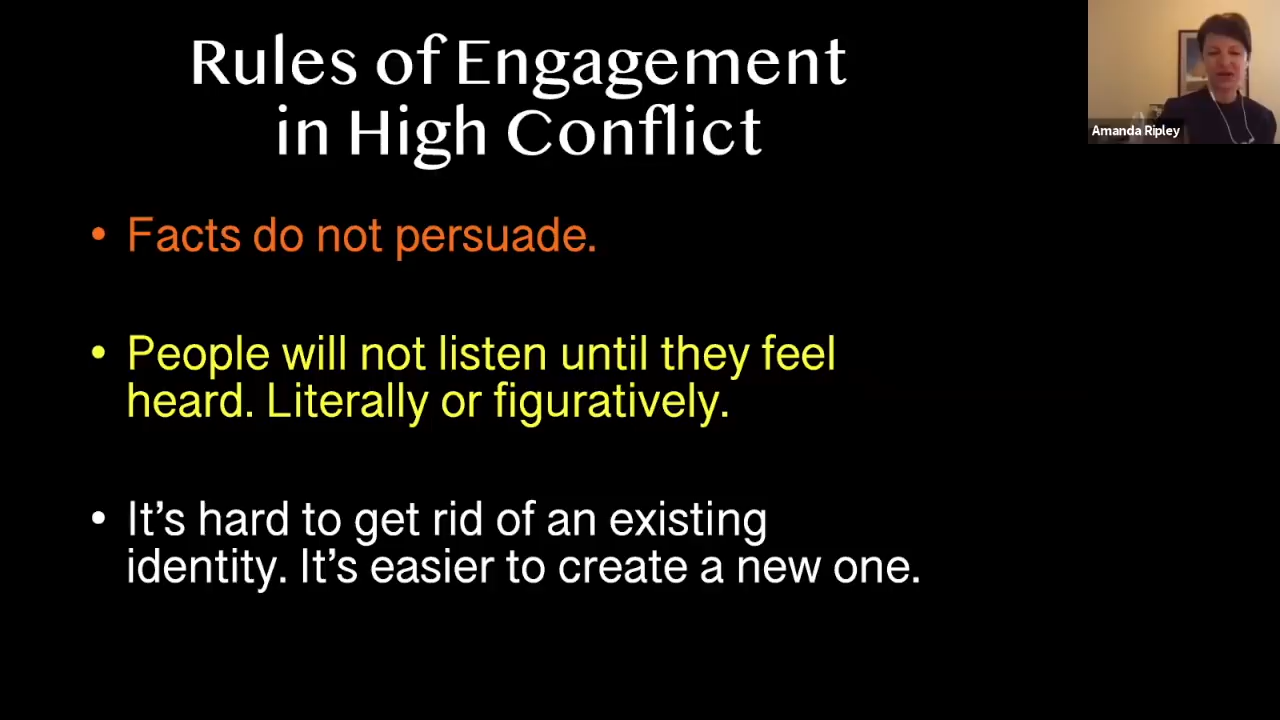 Rules of Engagement
in High Conflict
Amanda Ripley
• Facts do not persuade.
• People will not listen until they feel
heard. Literally or figuratively.
• It’s hard to get rid of an existing
identity. It’s easier to create a new one.